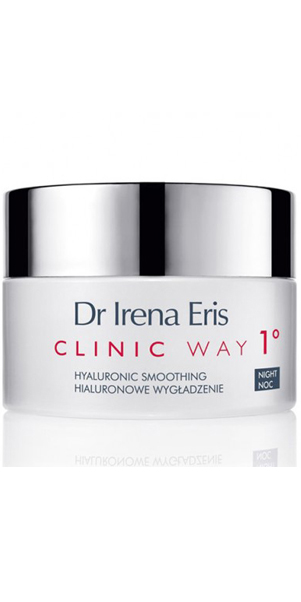 Dr Irena Eris
CLINIC WAY 1°
HYALURONIC SMOOTHING
HIALURONOWE WYGŁADZENIE
NIGHT
NOC